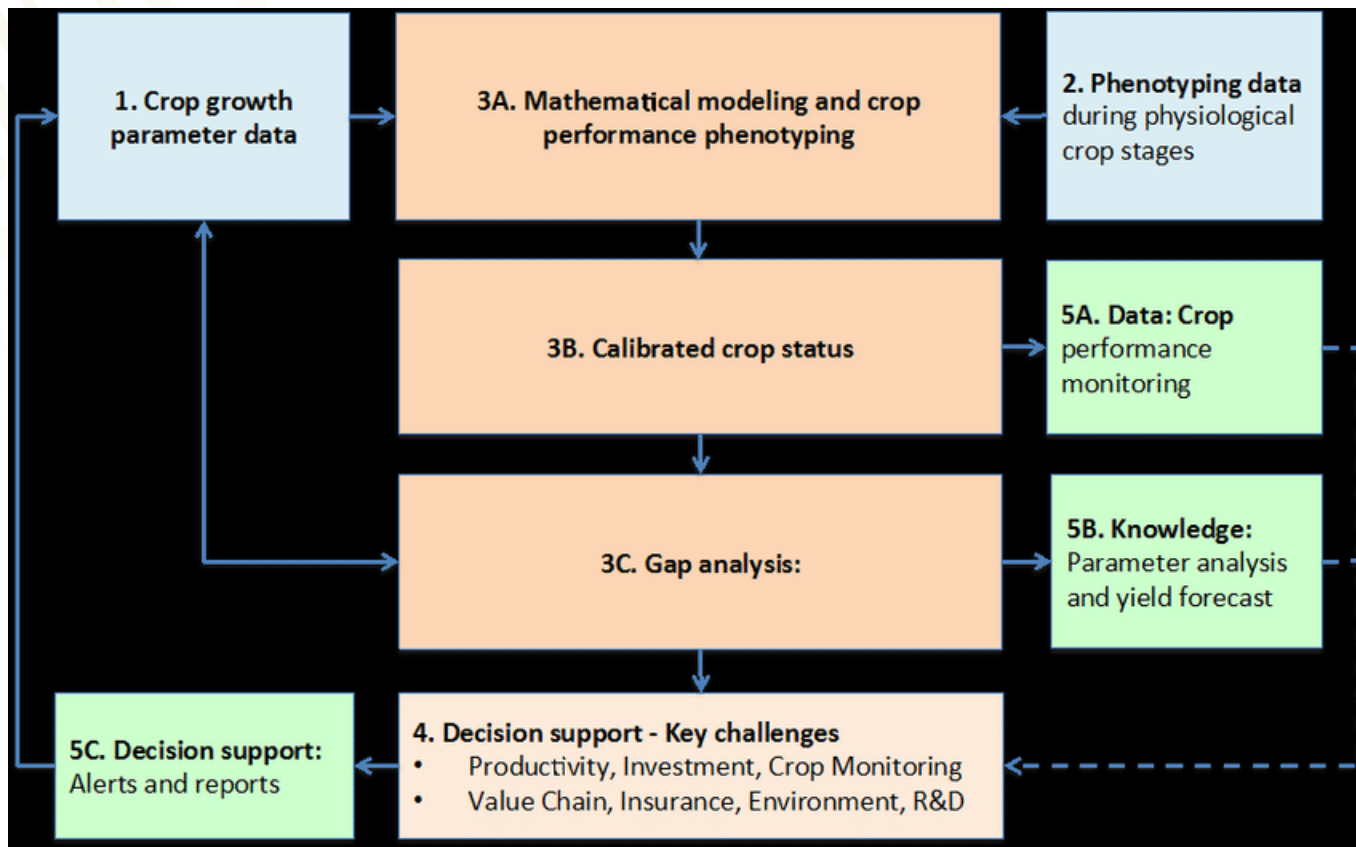 1. Crop growth
parameter data
3A. Mathematical modeling and crop
performance phenotyping
2. Phenotyping data
during physiological
crop stages
3B. Calibrated crop status
5A. Data: Crop
performance
monitoring
3C. Gap analysis:
5B. Knowledge:
Parameter analysis
and yield forecast
5C. Decision support:
Alerts and reports
4. Decision support - Key challenges
• Productivity, Investment, Crop Monitoring
• Value Chain, Insurance, Environment, R&D